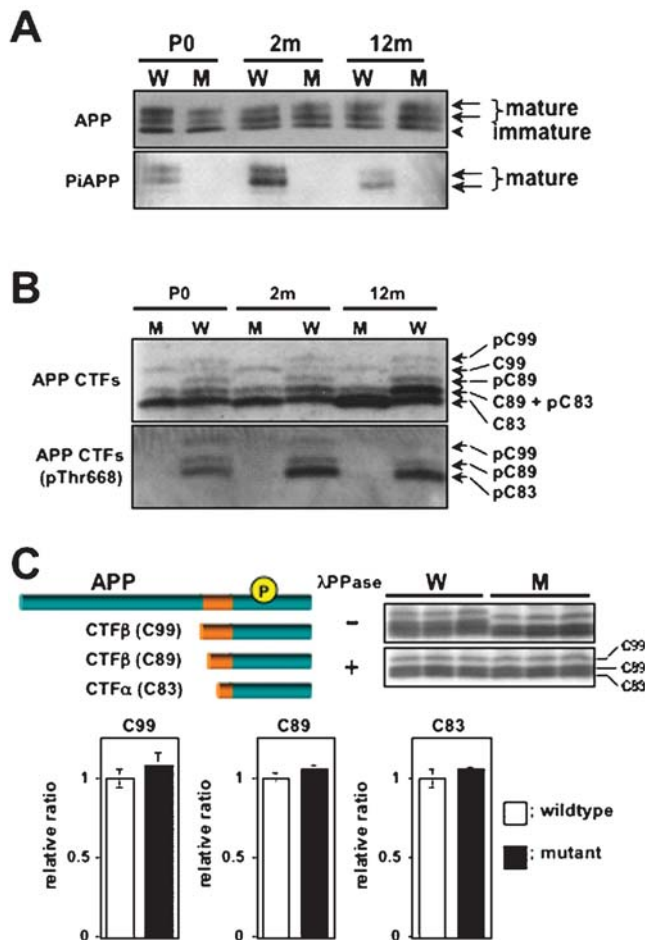 A
P0 2m 12m
W M W M W M
APP
mature
immature
PiAPP
mature
B
P0 2m 12m
M W M W M W
APP CTFs
pC99
C99
pC89
C89 + pC83
C83
APP CTFs
(pThr668)
pC99
pC89
pC83
C
APP
P
λPPase
W M
CTFβ (C99)
CTFβ (C89)
CTFα (C83)
−
+
C99
C89
C83
C99 C89 C83
relative ratio
1
0.5
0
relative ratio
1
0.5
0
relative ratio
1
0.5
0
: wildtype
: mutant